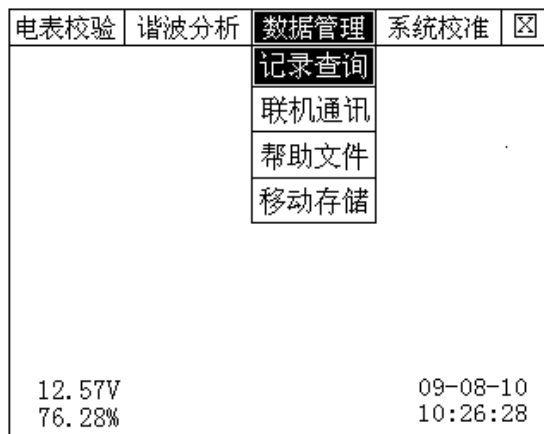 电表校验 谐波分析 数据管理 系统校准
记录查询
联机通讯
帮助文件
移动存储
12.57V 09-08-10
76.28% 10:26:28